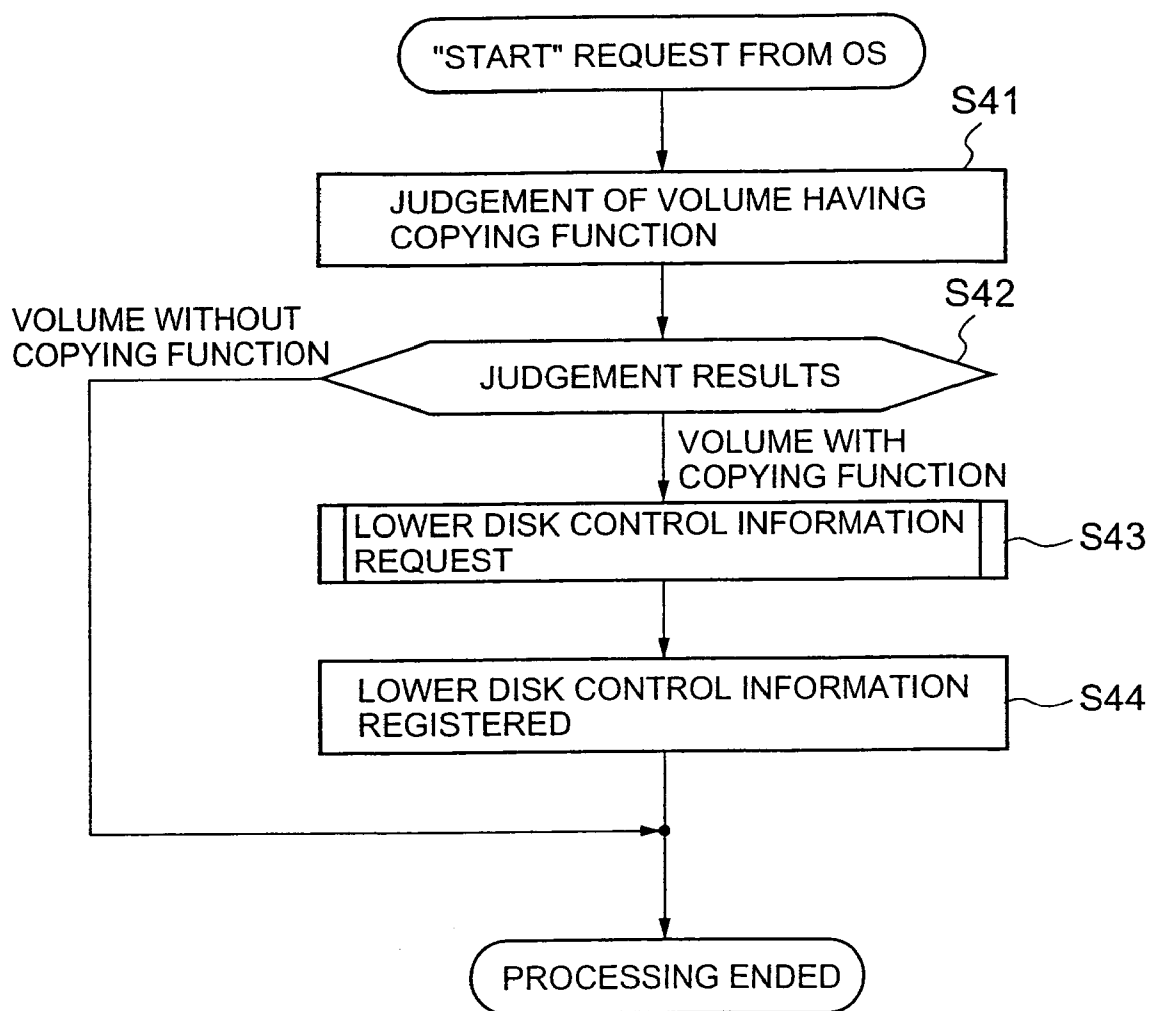 "START" REQUEST FROM OS
S41
JUDGEMENT OF VOLUME HAVING
COPYING FUNCTION
S42
VOLUME WITHOUT
COPYING FUNCTION
JUDGEMENT RESULTS
VOLUME WITH
COPYING FUNCTION
LOWER DISK CONTROL INFORMATION
REQUEST
S43
LOWER DISK CONTROL INFORMATION
REGISTERED
S44
PROCESSING ENDED